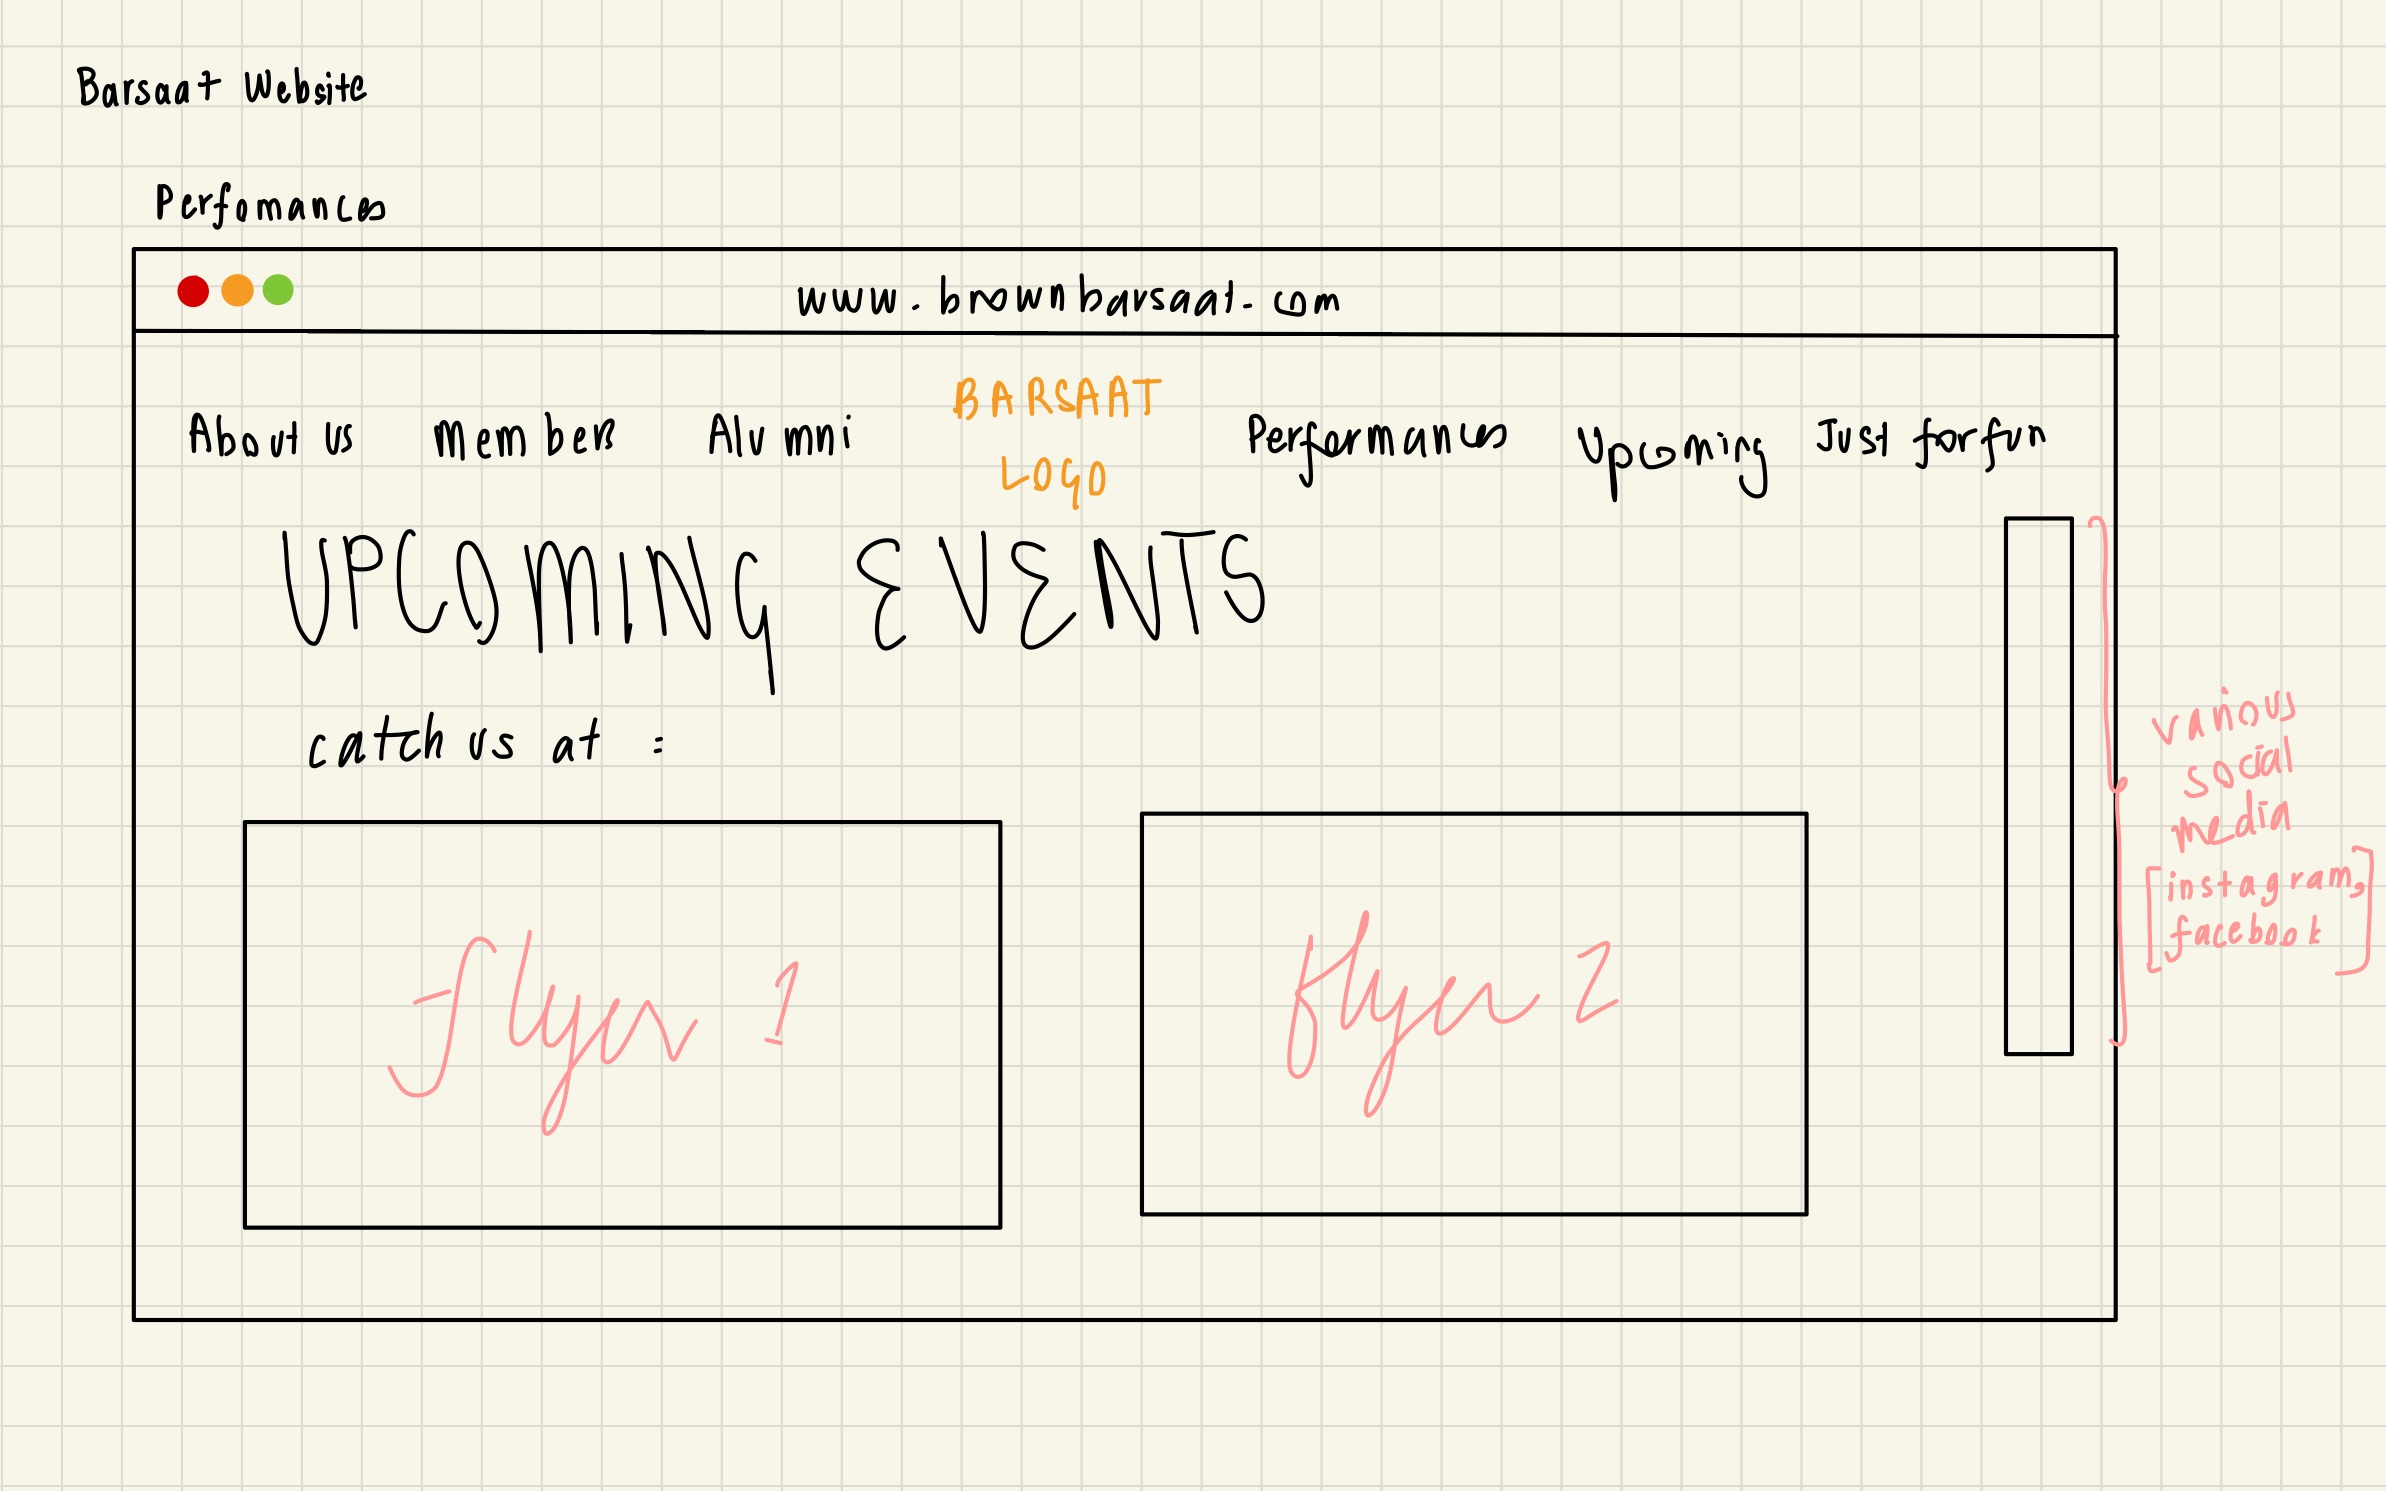 Barsaat Website
Perfomances
www.brownbarsaat.com
About us Members Alumni BARSAAT LOGO Performances Upcoming Just for fun
UPCOMING EVENTS
catch us at :
flyer 1
flyer 2
various
social
media
[instagram,
facebook]